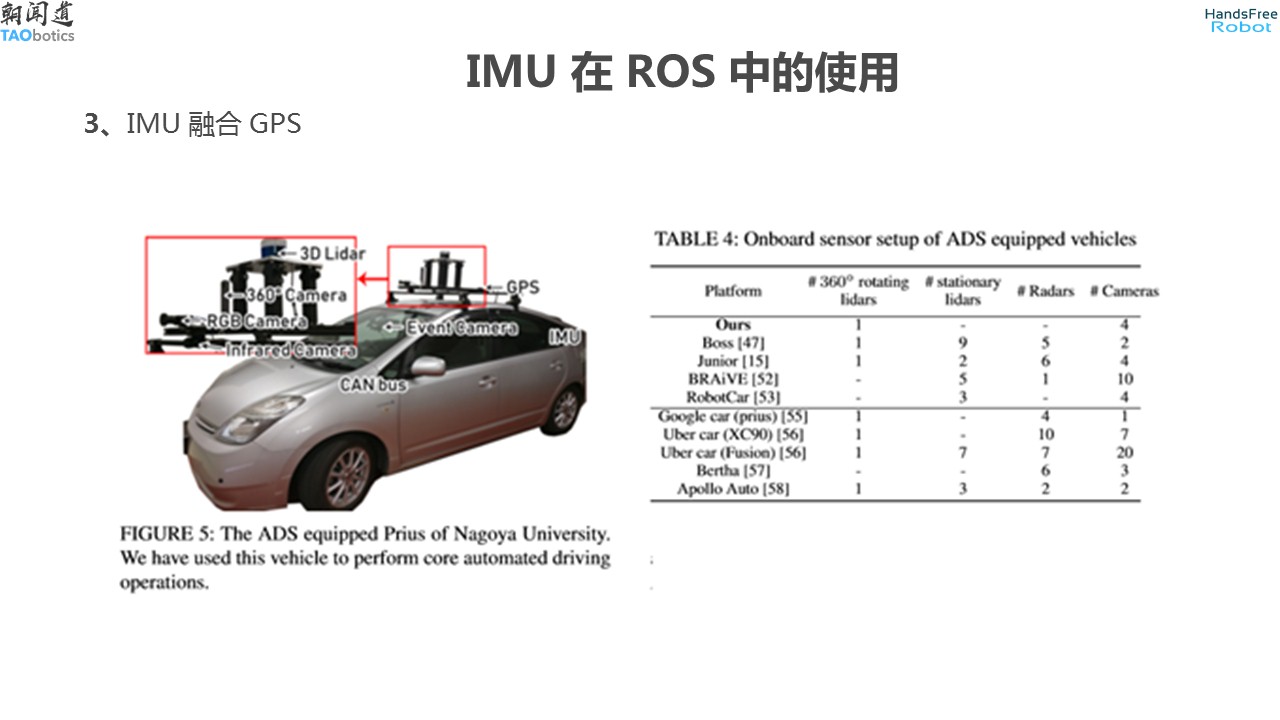 朝闻道
TAObotics
HandsFree
Robot
IMU 在 ROS 中的使用
3、IMU 融合 GPS
3D Lidar
360° Camera
RGB Camera
Infrared Camera
GPS
Event Camera
IMU
CAN bus
FIGURE 5: The ADS equipped Prius of Nagoya University.
We have used this vehicle to perform core automated driving
operations.
TABLE 4: Onboard sensor setup of ADS equipped vehicles
Platform # 360° rotating lidars # stationary lidars # Radars # Cameras
Ours 1 - - 4
Boss [47] 1 9 5 2
Junior [15] 1 2 6 4
BRAiVE [52] - 5 1 10
RobotCar [53] - 3 - 4
Google car (prius) [55] 1 - 4 1
Uber car (XC90) [56] 1 - 10 7
Uber car (Fusion) [56] 1 7 7 20
Bertha [57] - - 6 3
Apollo Auto [58] 1 3 2 2